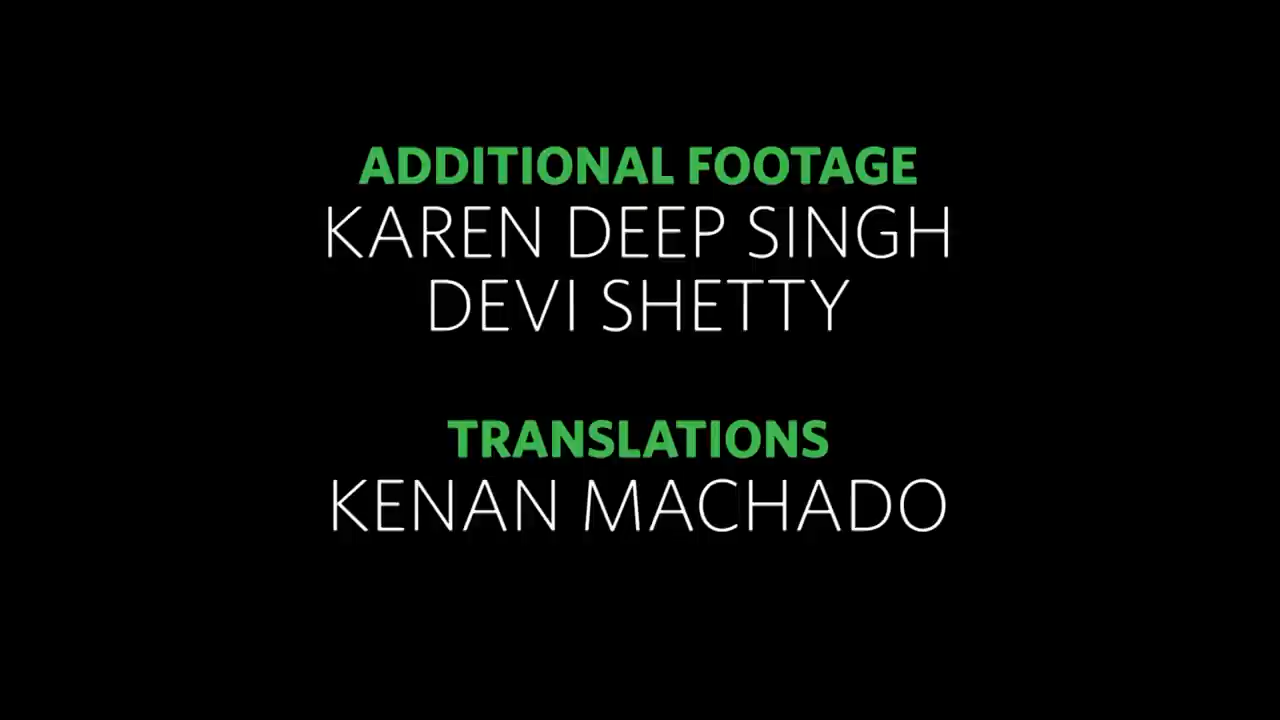 ADDITIONAL FOOTAGE
KAREN DEEP SINGH
DEVI SHETTY
TRANSLATIONS
KENAN MACHADO